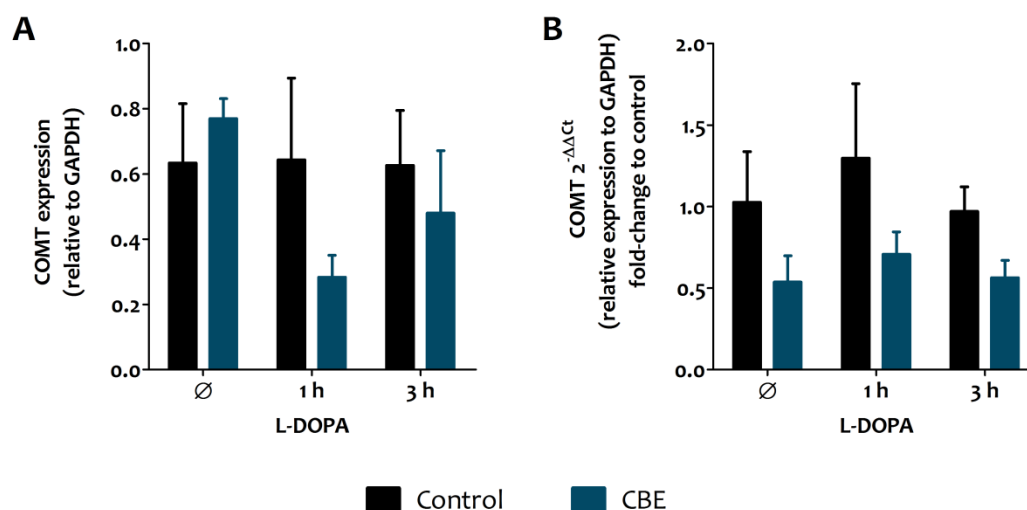 A
COMT expression
(relative to GAPDH)
1.0
0.8
0.6
0.4
0.2
0.0
∅ 1 h 3 h
L-DOPA
B
COMT 2^-ΔΔCt
(relative expression to GAPDH)
fold-change to control
2.0
1.5
1.0
0.5
0.0
∅ 1 h 3 h
L-DOPA
Control CBE